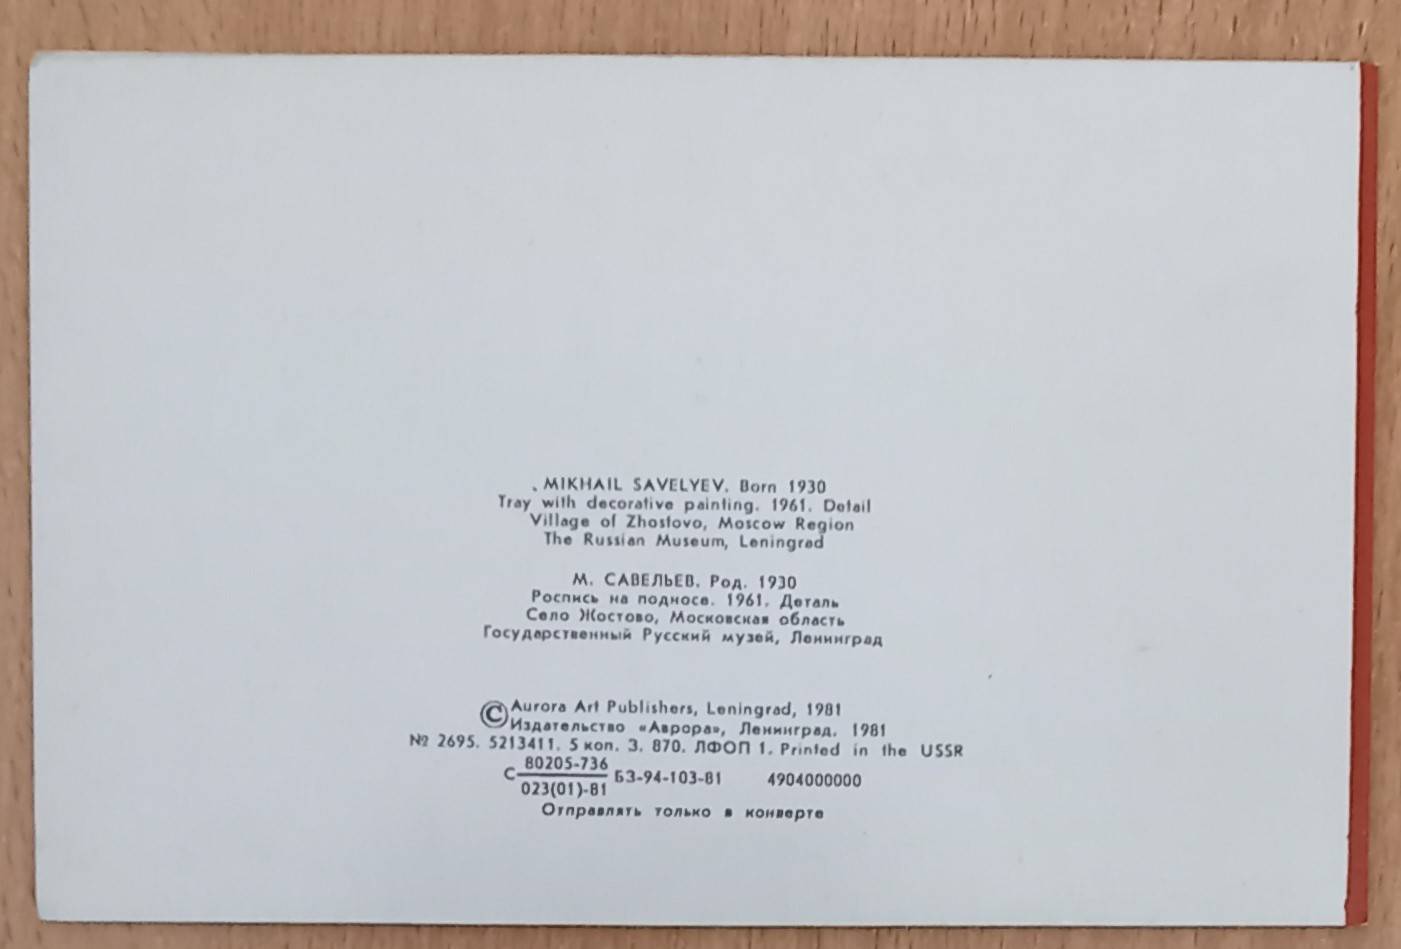 MIKHAIL SAVELYEV. Born 1930
Tray with decorative painting. 1961. Detail
Village of Zhostovo, Moscow Region
The Russian Museum, Leningrad
М. САВЕЛЬЕВ. Род. 1930
Роспись на подносе. 1961. Деталь
Село Жостово, Московская область
Государственный Русский музей, Ленинград
© Aurora Art Publishers, Leningrad, 1981
Издательство «Аврора», Ленинград. 1981
№ 2695. 5213411. 5 коп. З. 870. ЛФОП 1. Printed in the USSR
С 80205-736
023(01)-81 БЗ-94-103-81 4904000000
Отправлять только в конверте